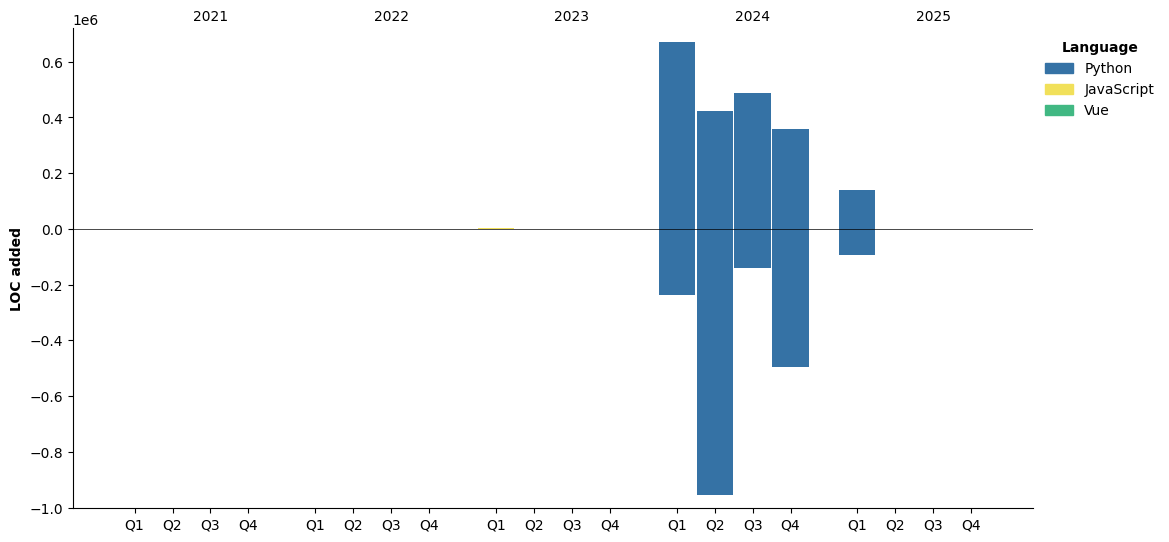 1e6
2021 2022 2023 2024 2025
Language
Python
JavaScript
Vue
LOC added
0.6
0.4
0.2
0.0
−0.2
−0.4
−0.6
−0.8
−1.0
Q1 Q2 Q3 Q4 Q1 Q2 Q3 Q4 Q1 Q2 Q3 Q4 Q1 Q2 Q3 Q4 Q1 Q2 Q3 Q4